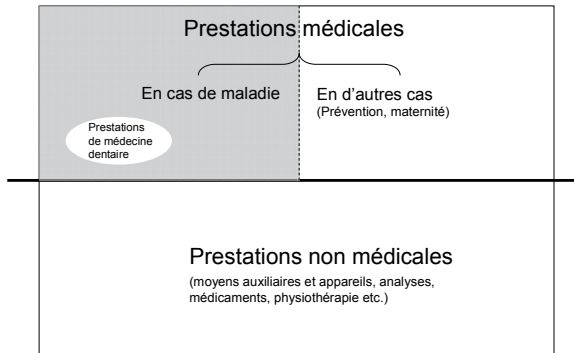 Prestations médicales
En cas de maladie
En d’autres cas
(Prévention, maternité)
Prestations
de médecine
dentaire
Prestations non médicales
(moyens auxiliaires et appareils, analyses,
médicaments, physiothérapie etc.)